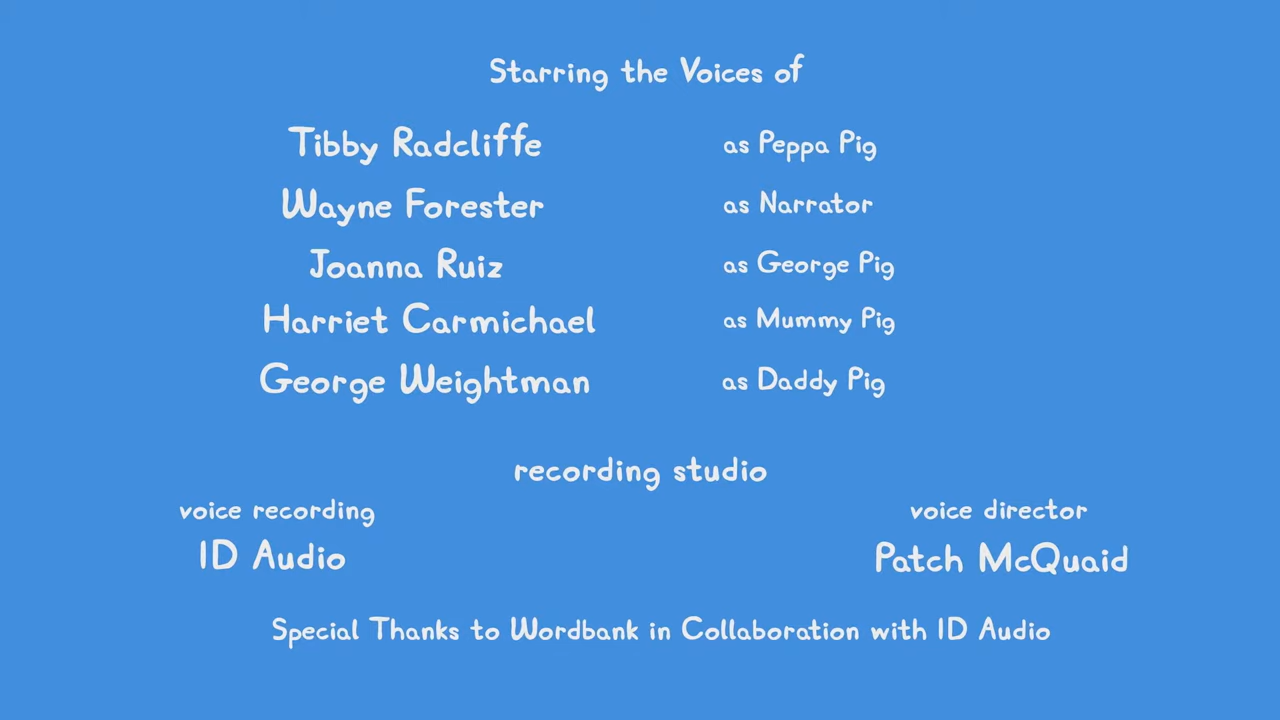 Starring the Voices of
Tibby Radcliffe as Peppa Pig
Wayne Forester as Narrator
Joanna Ruiz as George Pig
Harriet Carmichael as Mummy Pig
George Weightman as Daddy Pig
recording studio
voice recording voice director
ID Audio Patch McQuaid
Special Thanks to Wordbank in Collaboration with ID Audio